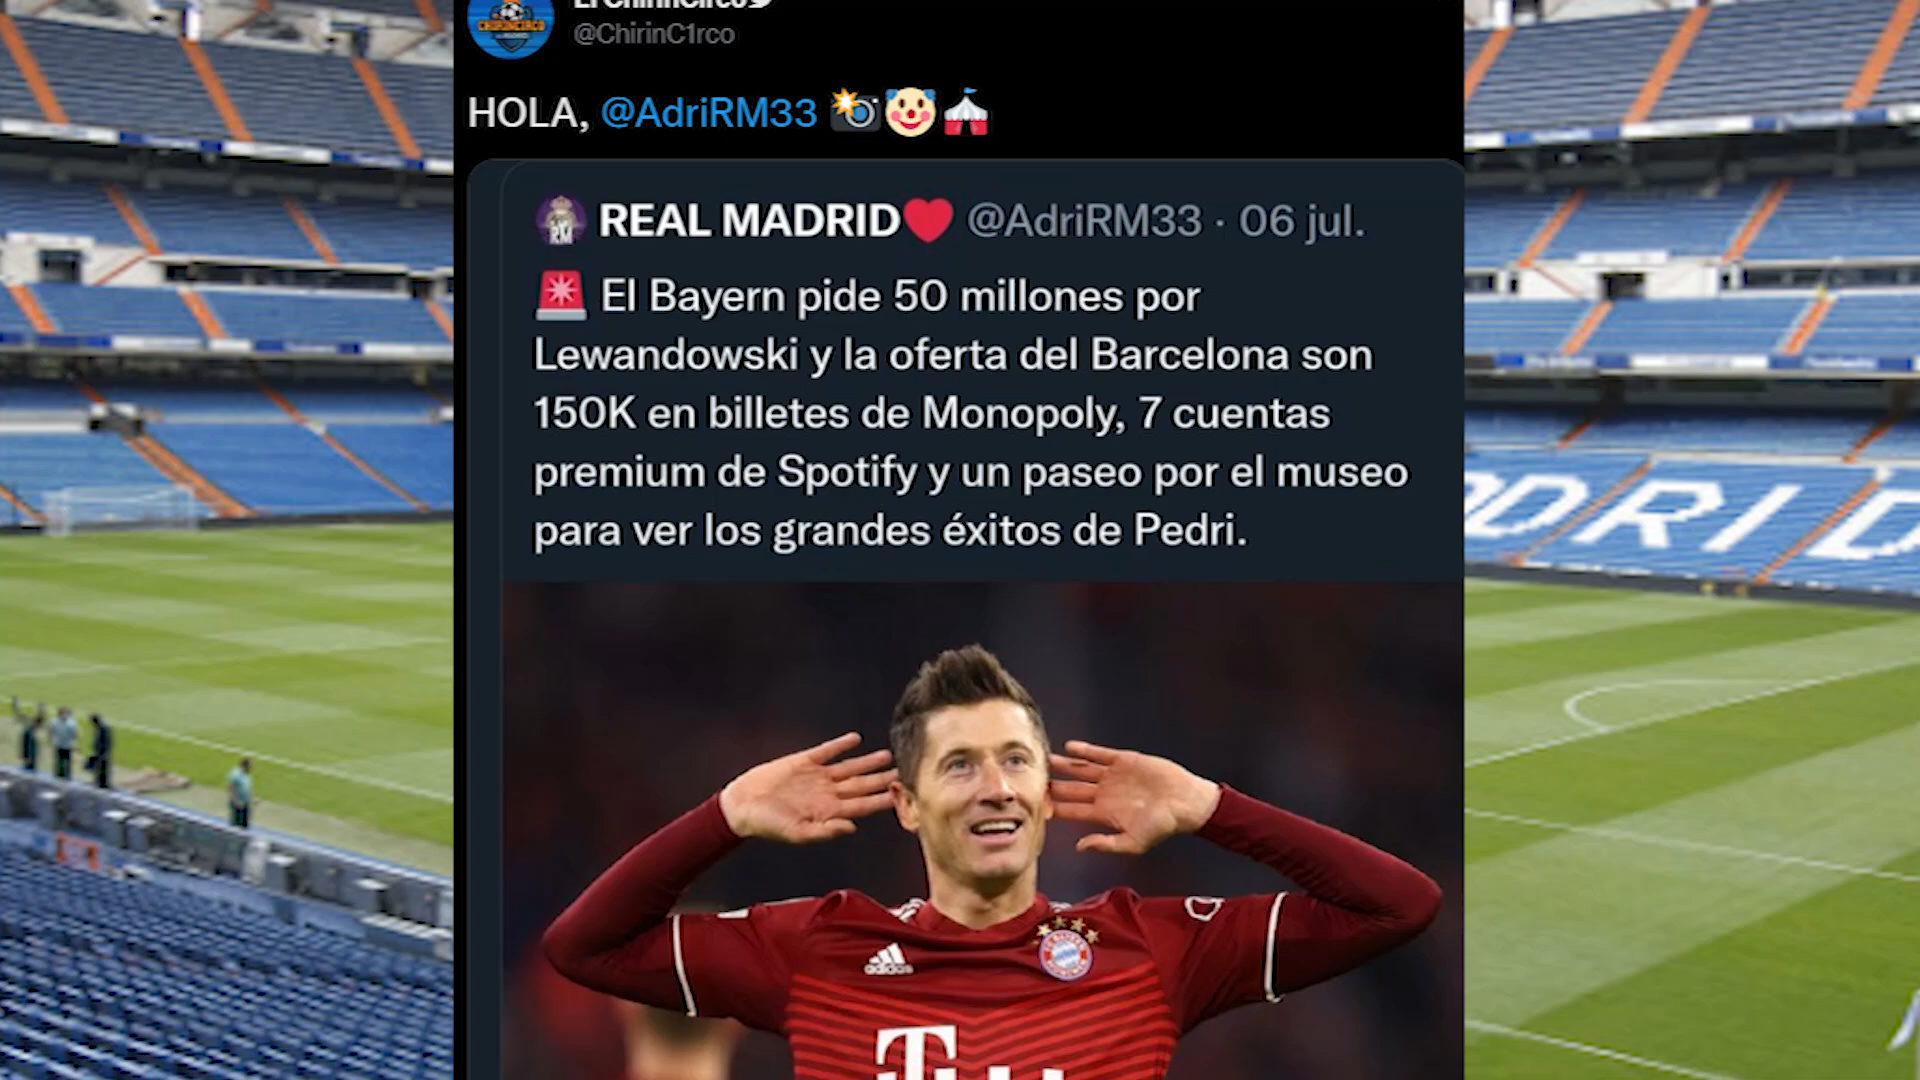 @ChirinC1rco
HOLA, @AdriRM33 📸🤡🎪
REAL MADRID❤️ @AdriRM33 · 06 jul.
🚨 El Bayern pide 50 millones por
Lewandowski y la oferta del Barcelona son
150K en billetes de Monopoly, 7 cuentas
premium de Spotify y un paseo por el museo
para ver los grandes éxitos de Pedri.
adidas
DRID